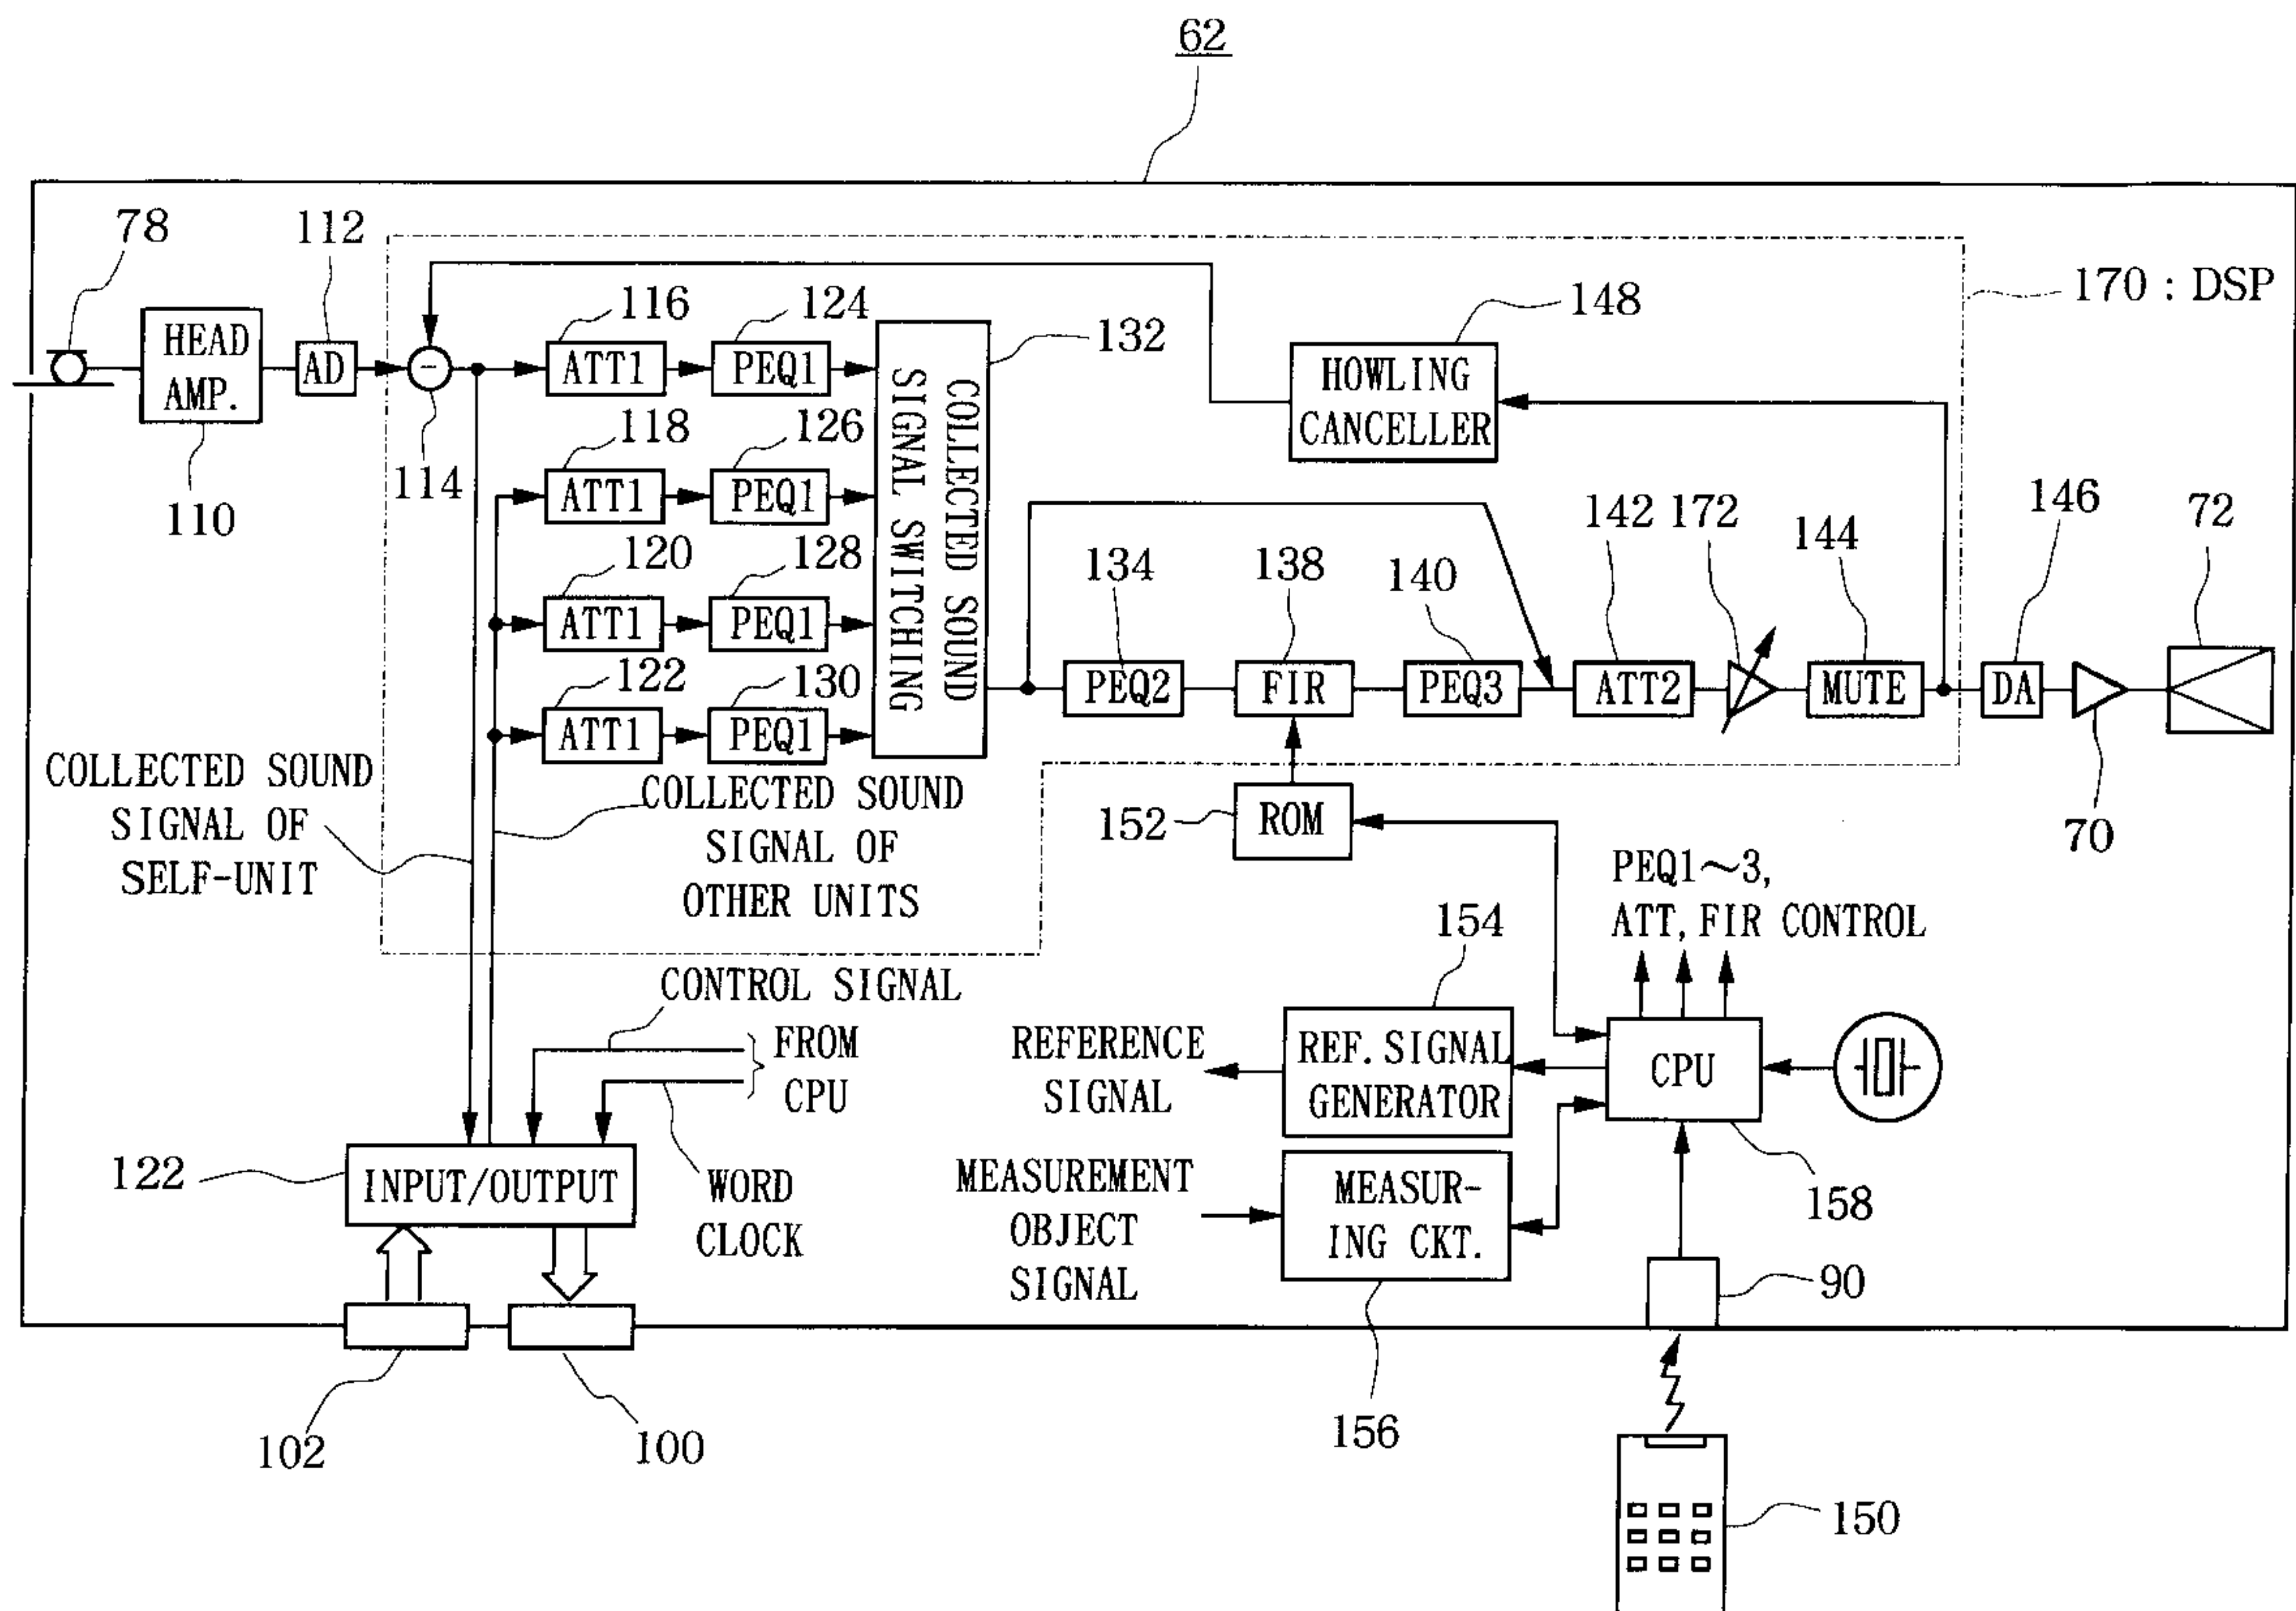 62
78
112
170 : DSP
HEAD
AMP.
AD
-
116
124
132
148
ATT1
PEQ1
HOWLING
CANCELLER
114
110
118
126
ATT1
PEQ1
COLLECTED SOUND
SIGNAL SWITCHING
120
128
ATT1
PEQ1
122
130
ATT1
PEQ1
134
138
140
142
172
144
146
72
PEQ2
FIR
PEQ3
ATT2
MUTE
DA
70
COLLECTED SOUND
SIGNAL OF
SELF-UNIT
COLLECTED SOUND
SIGNAL OF
OTHER UNITS
152
ROM
PEQ1～3,
ATT, FIR CONTROL
154
CONTROL SIGNAL
FROM
CPU
REFERENCE
SIGNAL
REF. SIGNAL
GENERATOR
CPU
122
INPUT/OUTPUT
WORD
CLOCK
MEASUREMENT
OBJECT
SIGNAL
MEASUR-
ING CKT.
158
90
102
100
156
150